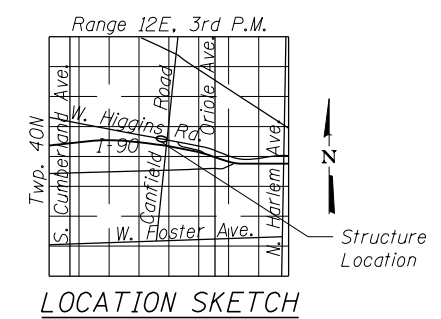 Range 12E, 3rd P.M.
Twp. 40N
S. Cumberland Ave.
W. Higgins Rd.
I-90
Canfield Road
Oriole Ave.
N. Harlem Ave.
W. Foster Ave.
N
Structure
Location
LOCATION SKETCH